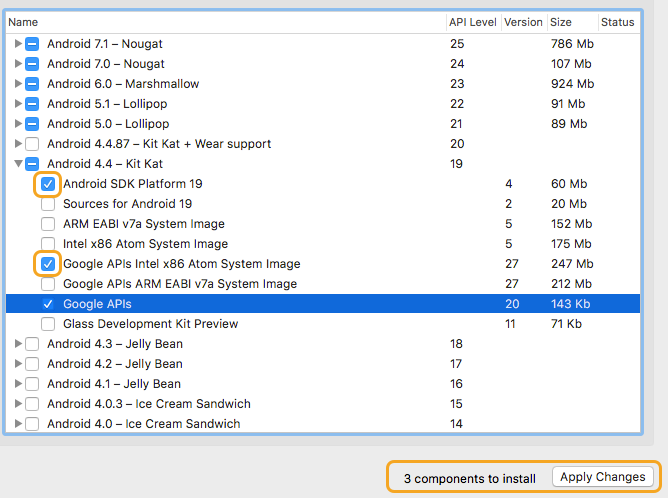 Name API Level Version Size Status
Android 7.1 – Nougat 25 786 Mb
Android 7.0 – Nougat 24 107 Mb
Android 6.0 – Marshmallow 23 924 Mb
Android 5.1 – Lollipop 22 91 Mb
Android 5.0 – Lollipop 21 89 Mb
Android 4.4.87 – Kit Kat + Wear support 20
Android 4.4 – Kit Kat 19
Android SDK Platform 19 4 60 Mb
Sources for Android 19 2 20 Mb
ARM EABI v7a System Image 5 152 Mb
Intel x86 Atom System Image 5 175 Mb
Google APIs Intel x86 Atom System Image 27 247 Mb
Google APIs ARM EABI v7a System Image 27 212 Mb
Google APIs 20 143 Kb
Glass Development Kit Preview 11 71 Kb
Android 4.3 – Jelly Bean 18
Android 4.2 – Jelly Bean 17
Android 4.1 – Jelly Bean 16
Android 4.0.3 – Ice Cream Sandwich 15
Android 4.0 – Ice Cream Sandwich 14
3 components to install Apply Changes